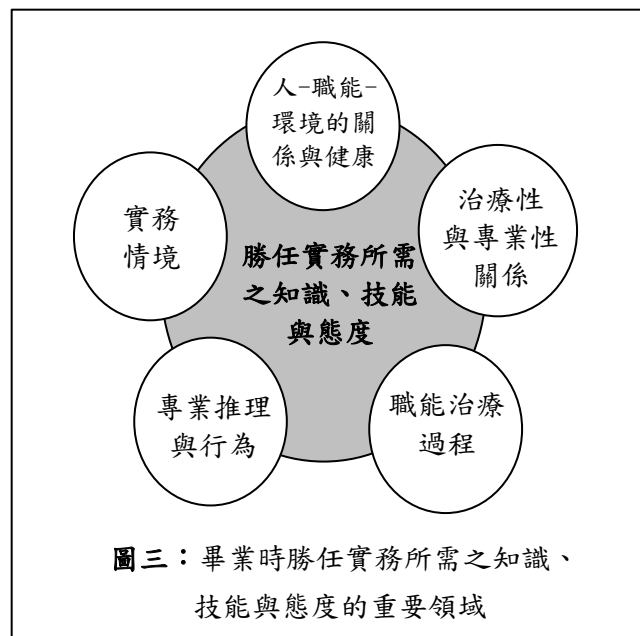 人-職能-
環境的關
係與健康
治療性
與專業性
關係
職能治療
過程
專業推理
與行為
實務
情境
勝任實務所需
之知識、技能
與態度
圖三：畢業時勝任實務所需之知識、
技能與態度的重要領域